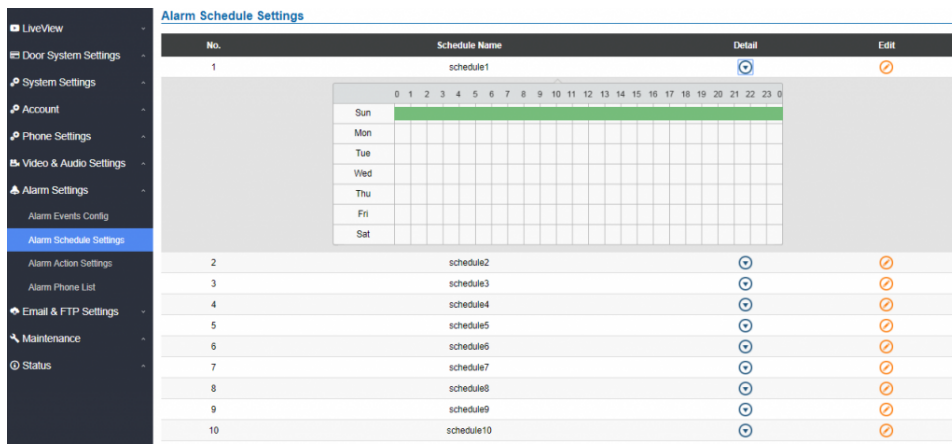 LiveView
Door System Settings
System Settings
Account
Phone Settings
Video & Audio Settings
Alarm Settings
Alarm Events Config
Alarm Schedule Settings
Alarm Action Settings
Alarm Phone List
Email & FTP Settings
Maintenance
Status
Alarm Schedule Settings
No. Schedule Name Detail Edit
1 schedule1
0 1 2 3 4 5 6 7 8 9 10 11 12 13 14 15 16 17 18 19 20 21 22 23 0
Sun
Mon
Tue
Wed
Thu
Fri
Sat
2 schedule2
3 schedule3
4 schedule4
5 schedule5
6 schedule6
7 schedule7
8 schedule8
9 schedule9
10 schedule10